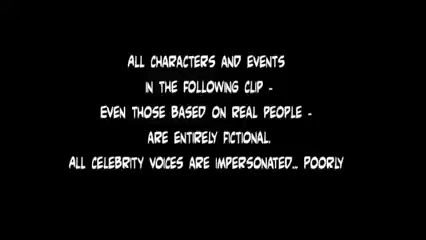 ALL CHARACTERS AND EVENTS
IN THE FOLLOWING CLIP -
EVEN THOSE BASED ON REAL PEOPLE -
ARE ENTIRELY FICTIONAL.
ALL CELEBRITY VOICES ARE IMPERSONATED... POORLY